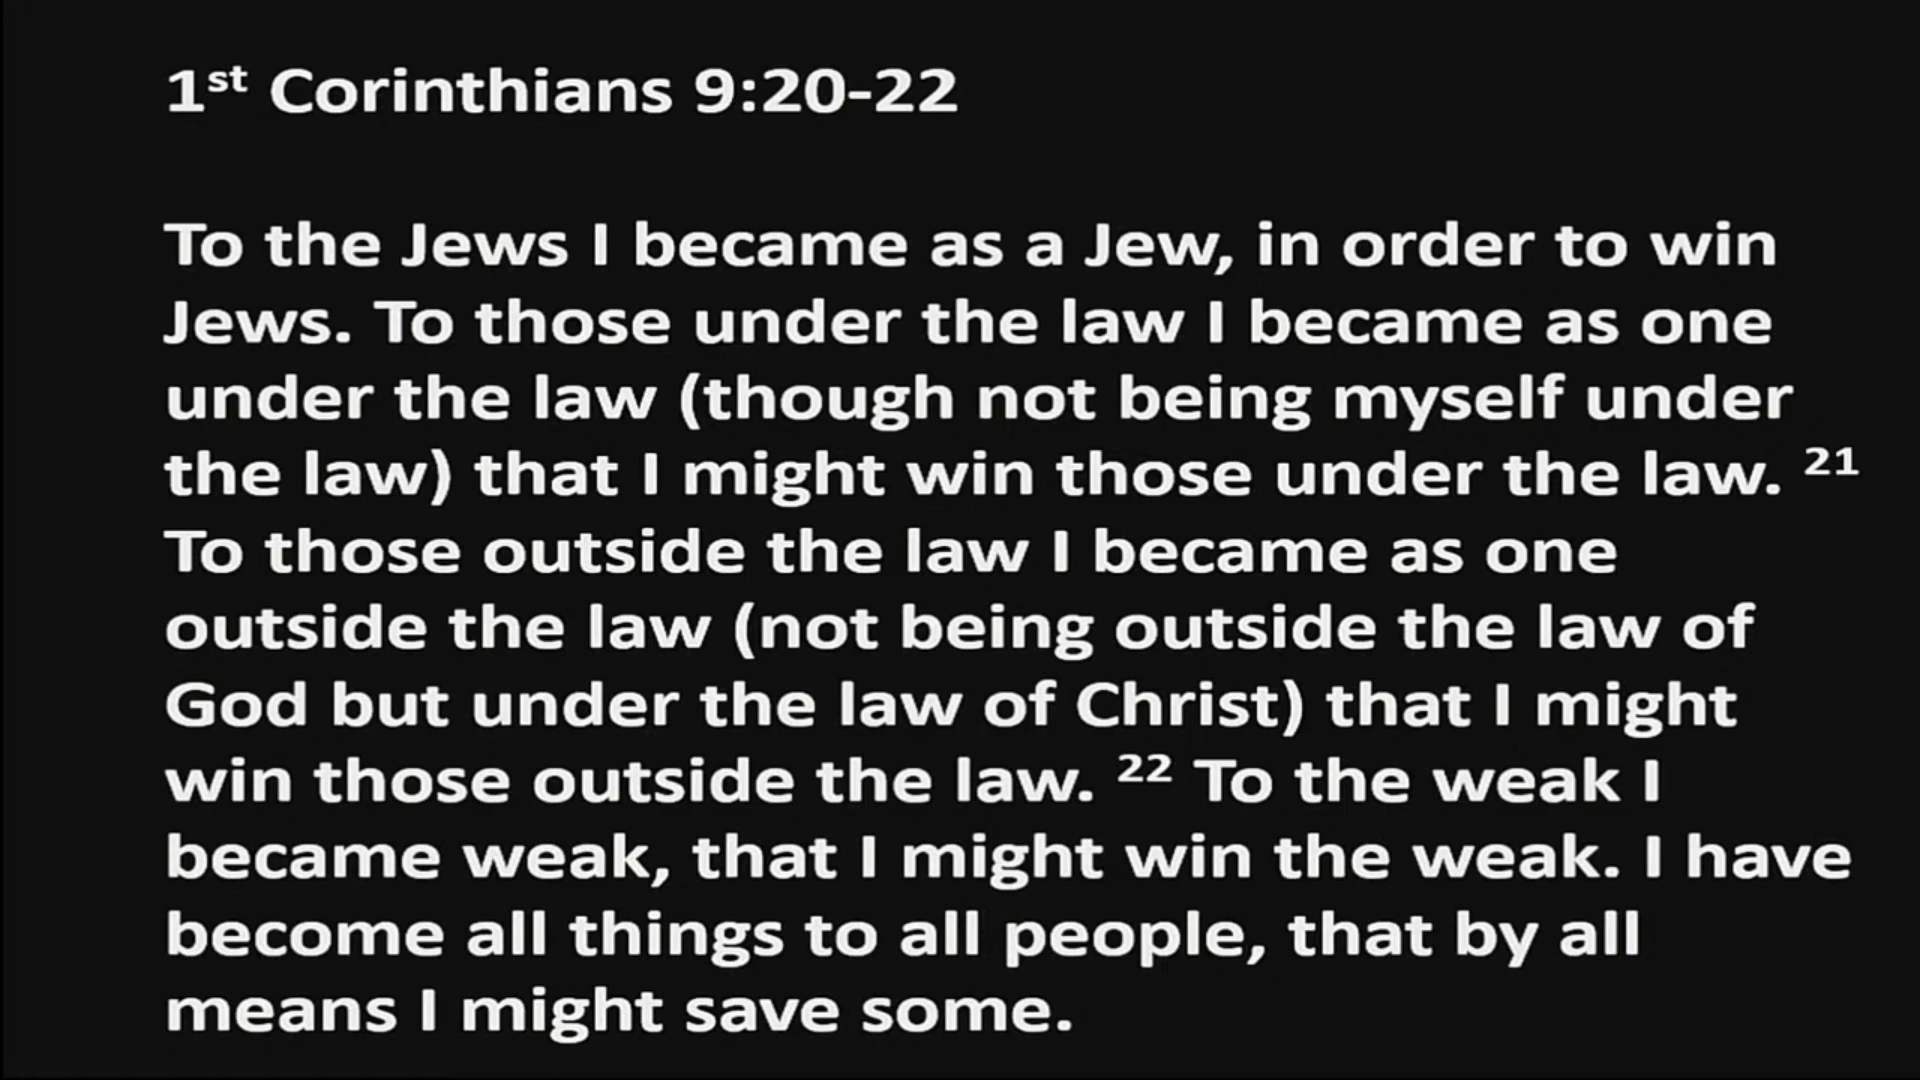 1st Corinthians 9:20-22
To the Jews I became as a Jew, in order to win
Jews. To those under the law I became as one
under the law (though not being myself under
the law) that I might win those under the law. 21
To those outside the law I became as one
outside the law (not being outside the law of
God but under the law of Christ) that I might
win those outside the law. 22 To the weak I
became weak, that I might win the weak. I have
become all things to all people, that by all
means I might save some.